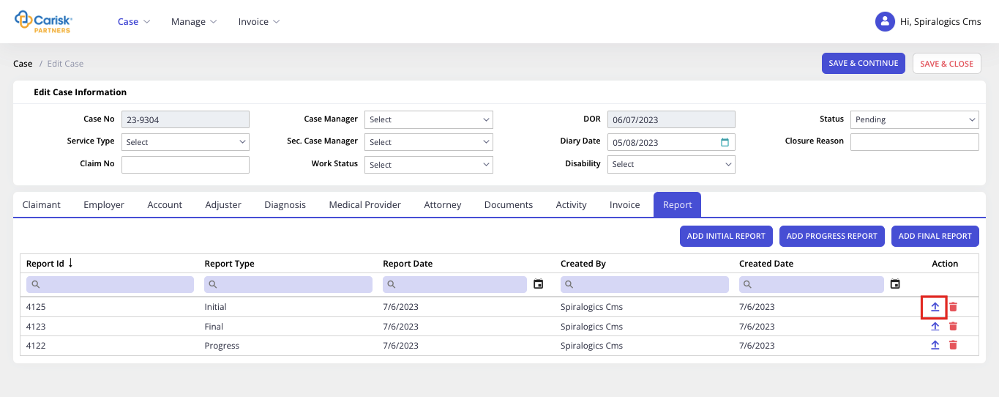 Carisk
PARTNERS
Case Manage Invoice
Hi, Spiralogics Cms
Case / Edit Case
SAVE & CONTINUE SAVE & CLOSE
Edit Case Information
Case No 23-9304 Case Manager Select DOR 06/07/2023 Status Pending
Service Type Select Sec. Case Manager Select Diary Date 05/08/2023 Closure Reason
Claim No Work Status Select Disability Select
Claimant Employer Account Adjuster Diagnosis Medical Provider Attorney Documents Activity Invoice Report
ADD INITIAL REPORT ADD PROGRESS REPORT ADD FINAL REPORT
Report Id Report Type Report Date Created By Created Date Action
4125 Initial 7/6/2023 Spiralogics Cms 7/6/2023
4123 Final 7/6/2023 Spiralogics Cms 7/6/2023
4122 Progress 7/6/2023 Spiralogics Cms 7/6/2023